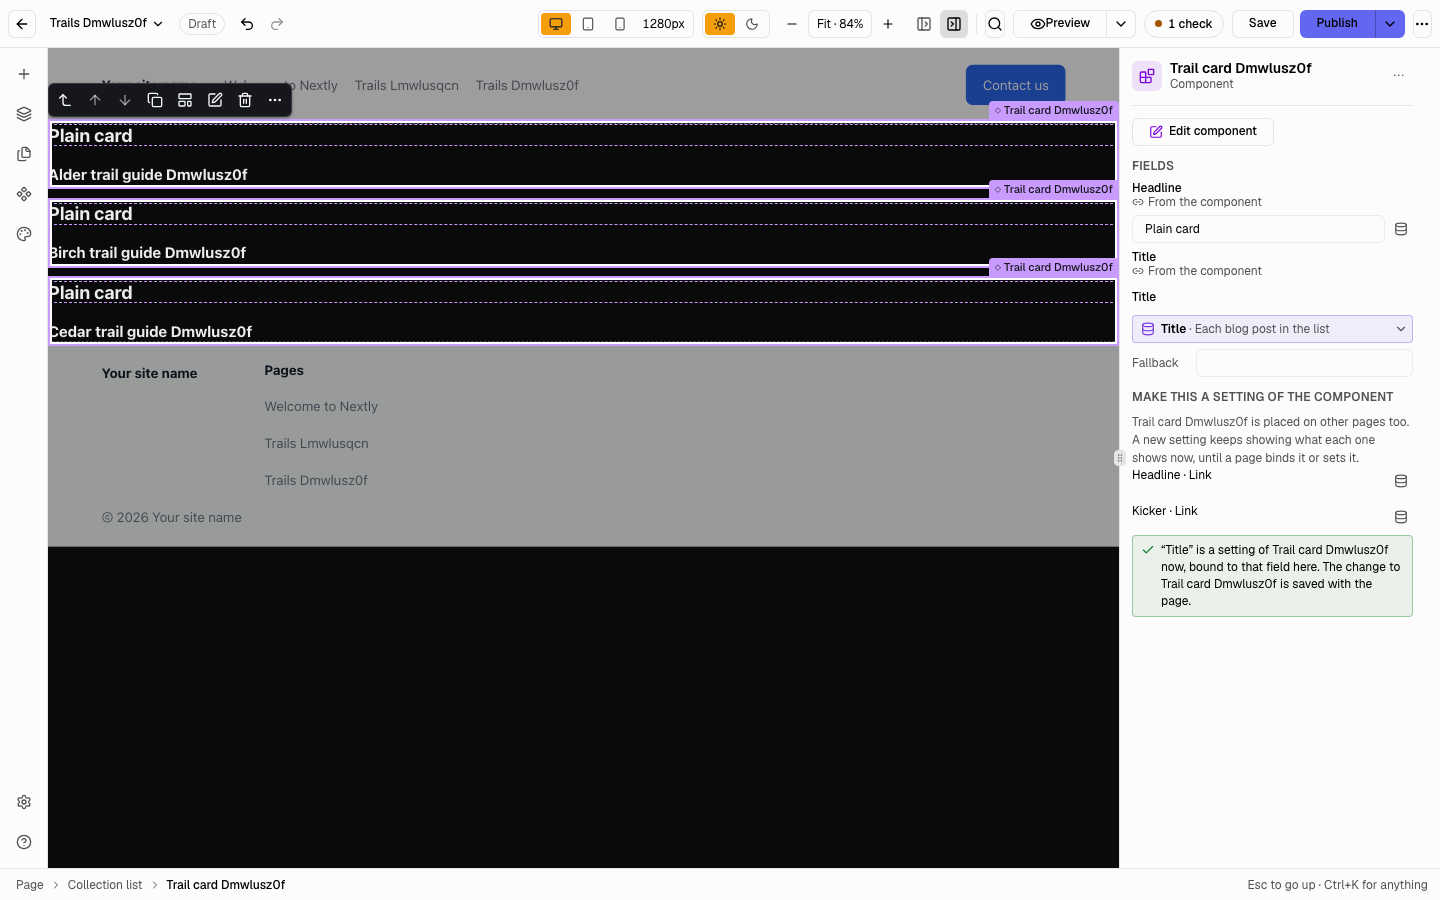 Trails Dmwlusz0f
Draft
1280px
Fit · 84%
Preview
1 check
Save
Publish
Trails Lmwlusqcn
Trails Dmwlusz0f
Contact us
Trail card Dmwlusz0f
Plain card
Alder trail guide Dmwlusz0f
Trail card Dmwlusz0f
Plain card
Birch trail guide Dmwlusz0f
Trail card Dmwlusz0f
Plain card
Cedar trail guide Dmwlusz0f
Your site name
Pages
Welcome to Nextly
Trails Lmwlusqcn
Trails Dmwlusz0f
© 2026 Your site name
Trail card Dmwlusz0f
Component
Edit component
FIELDS
Headline
From the component
Plain card
Title
From the component
Title
Title · Each blog post in the list
Fallback
MAKE THIS A SETTING OF THE COMPONENT
Trail card Dmwlusz0f is placed on other pages too.
A new setting keeps showing what each one
shows now, until a page binds it or sets it.
Headline · Link
Kicker · Link
“Title” is a setting of Trail card Dmwlusz0f
now, bound to that field here. The change to
Trail card Dmwlusz0f is saved with the
page.
Page
Collection list
Trail card Dmwlusz0f
Esc to go up · Ctrl+K for anything